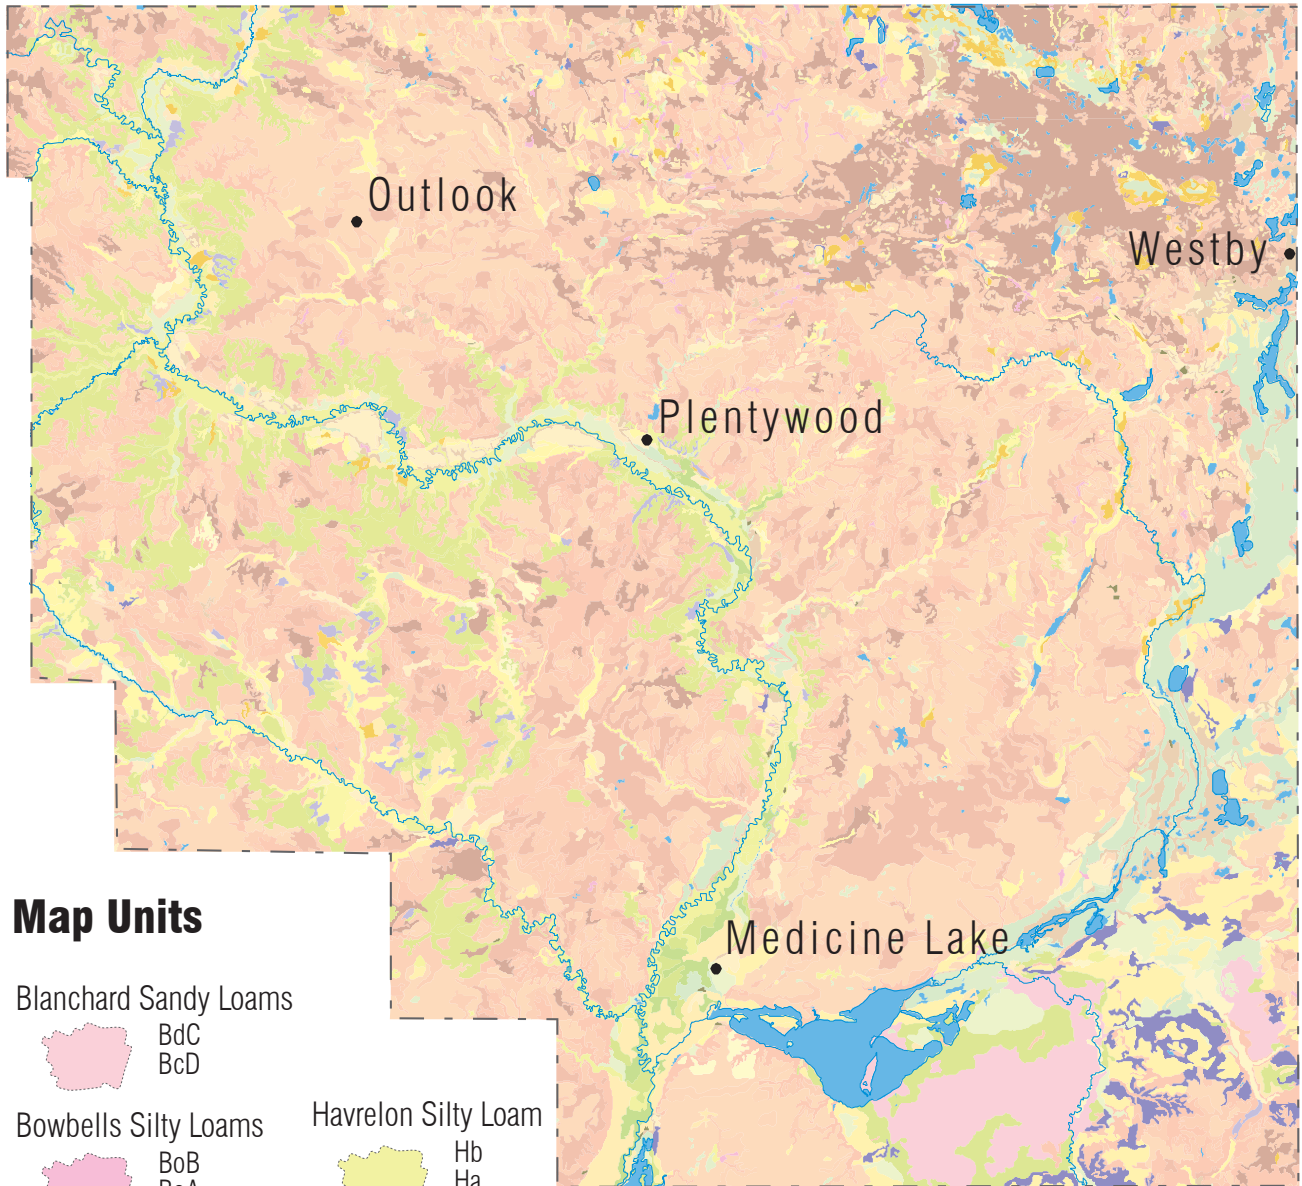 Outlook
Westby
Plentywood
Medicine Lake
Map Units
Blanchard Sandy Loams
BdC
BcD
Bowbells Silty Loams
BoB
Havrelon Silty Loam
Hb
Ha